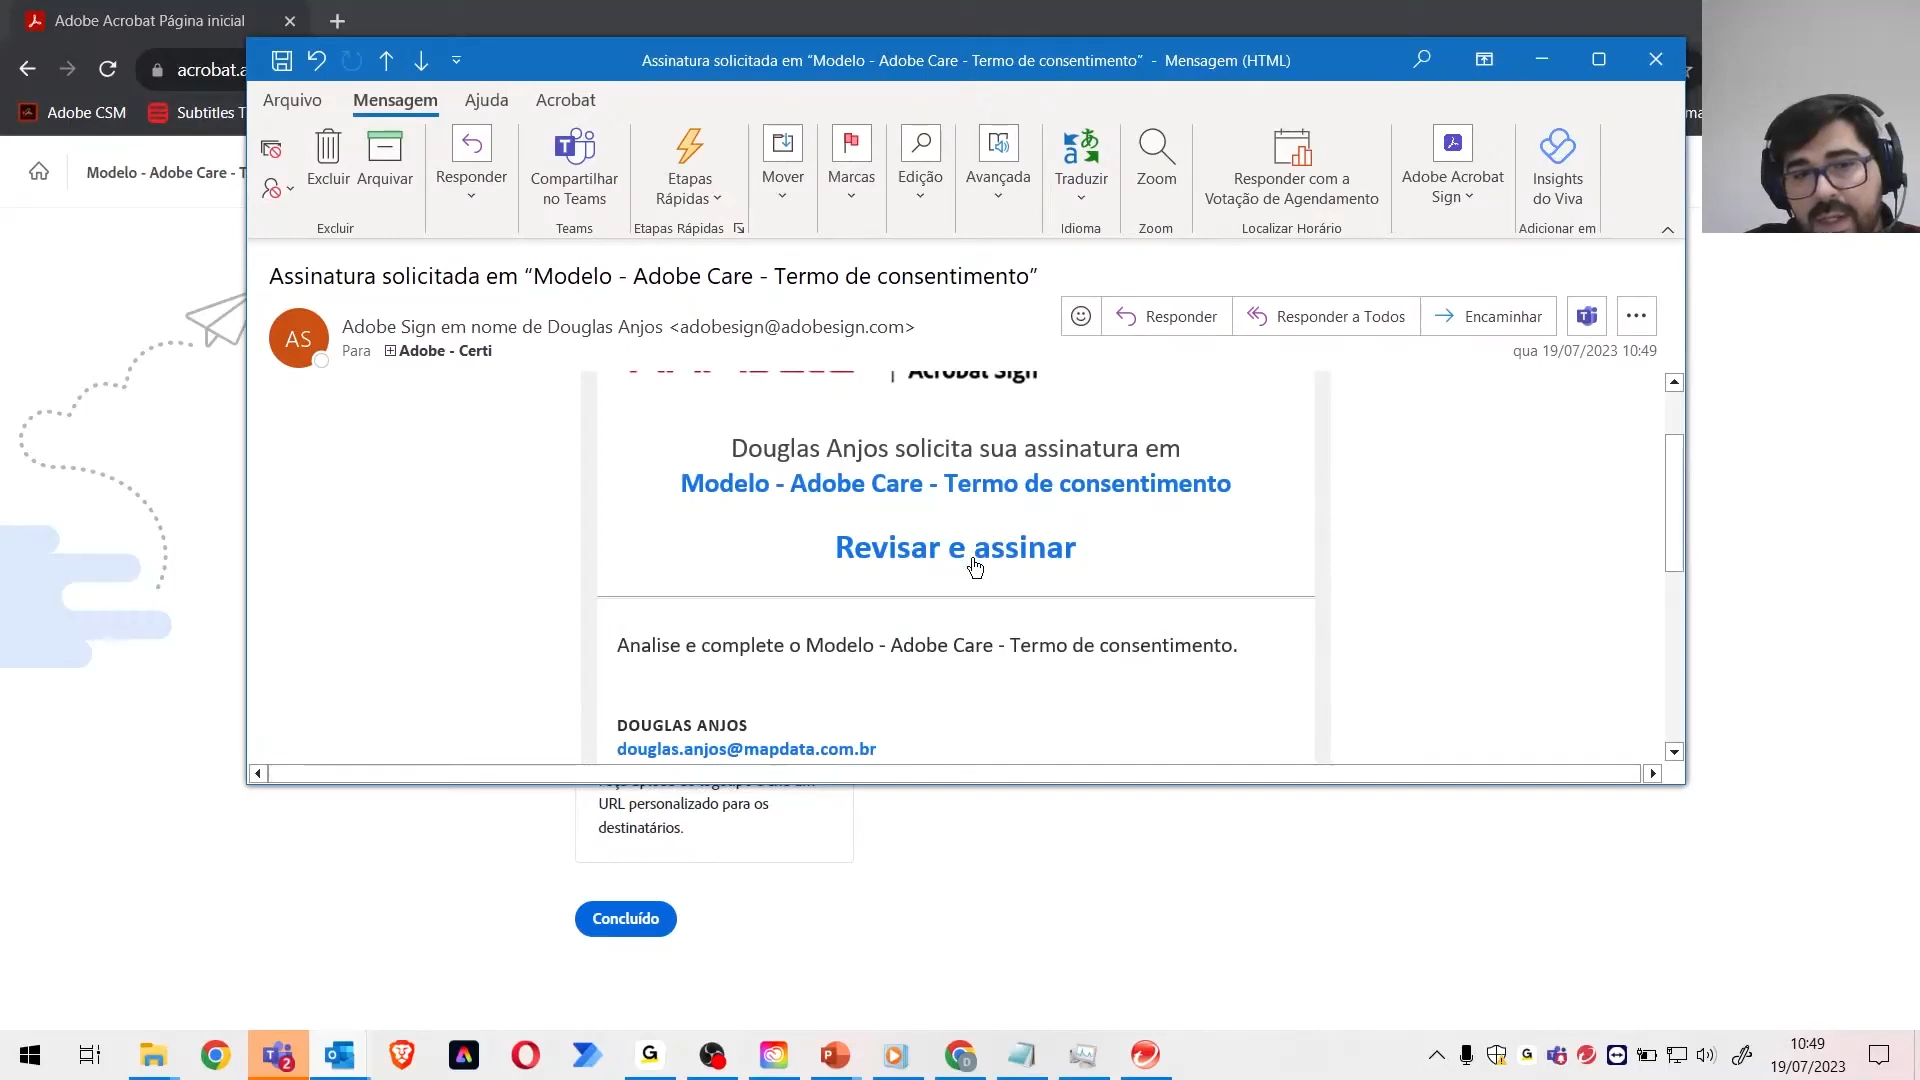 Adobe Acrobat Página inicial
acrobat.a
Adobe CSM
Subtitles T
Assinatura solicitada em “Modelo - Adobe Care - Termo de consentimento” - Mensagem (HTML)
Arquivo Mensagem Ajuda Acrobat
Excluir
Arquivar
Responder
Compartilhar
no Teams
Etapas
Rápidas
Mover
Marcas
Edição
Avançada
Traduzir
Zoom
Responder com a
Votação de Agendamento
Adobe Acrobat
Sign
Insights
do Viva
Excluir
Teams
Etapas Rápidas
Idioma
Zoom
Localizar Horário
Adicionar em
Modelo - Adobe Care - T
Assinatura solicitada em “Modelo - Adobe Care - Termo de consentimento”
AS
Adobe Sign em nome de Douglas Anjos <adobesign@adobesign.com>
Para Adobe - Certi
Responder
Responder a Todos
Encaminhar
qua 19/07/2023 10:49
Acrobat Sign
Douglas Anjos solicita sua assinatura em
Modelo - Adobe Care - Termo de consentimento
Revisar e assinar
Analise e complete o Modelo - Adobe Care - Termo de consentimento.
DOUGLAS ANJOS
douglas.anjos@mapdata.com.br
URL personalizado para os
destinatários.
Concluído
10:49
19/07/2023